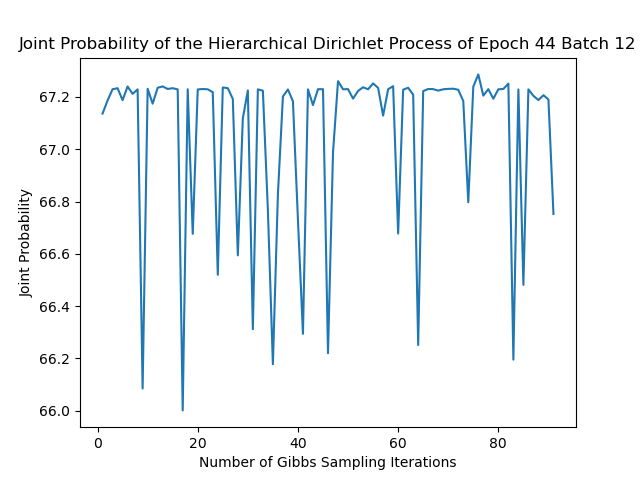 Joint Probability of the Hierarchical Dirichlet Process of Epoch 44 Batch 12
67.2
67.0
66.8
66.6
66.4
66.2
66.0
Joint Probability
0 20 40 60 80
Number of Gibbs Sampling Iterations